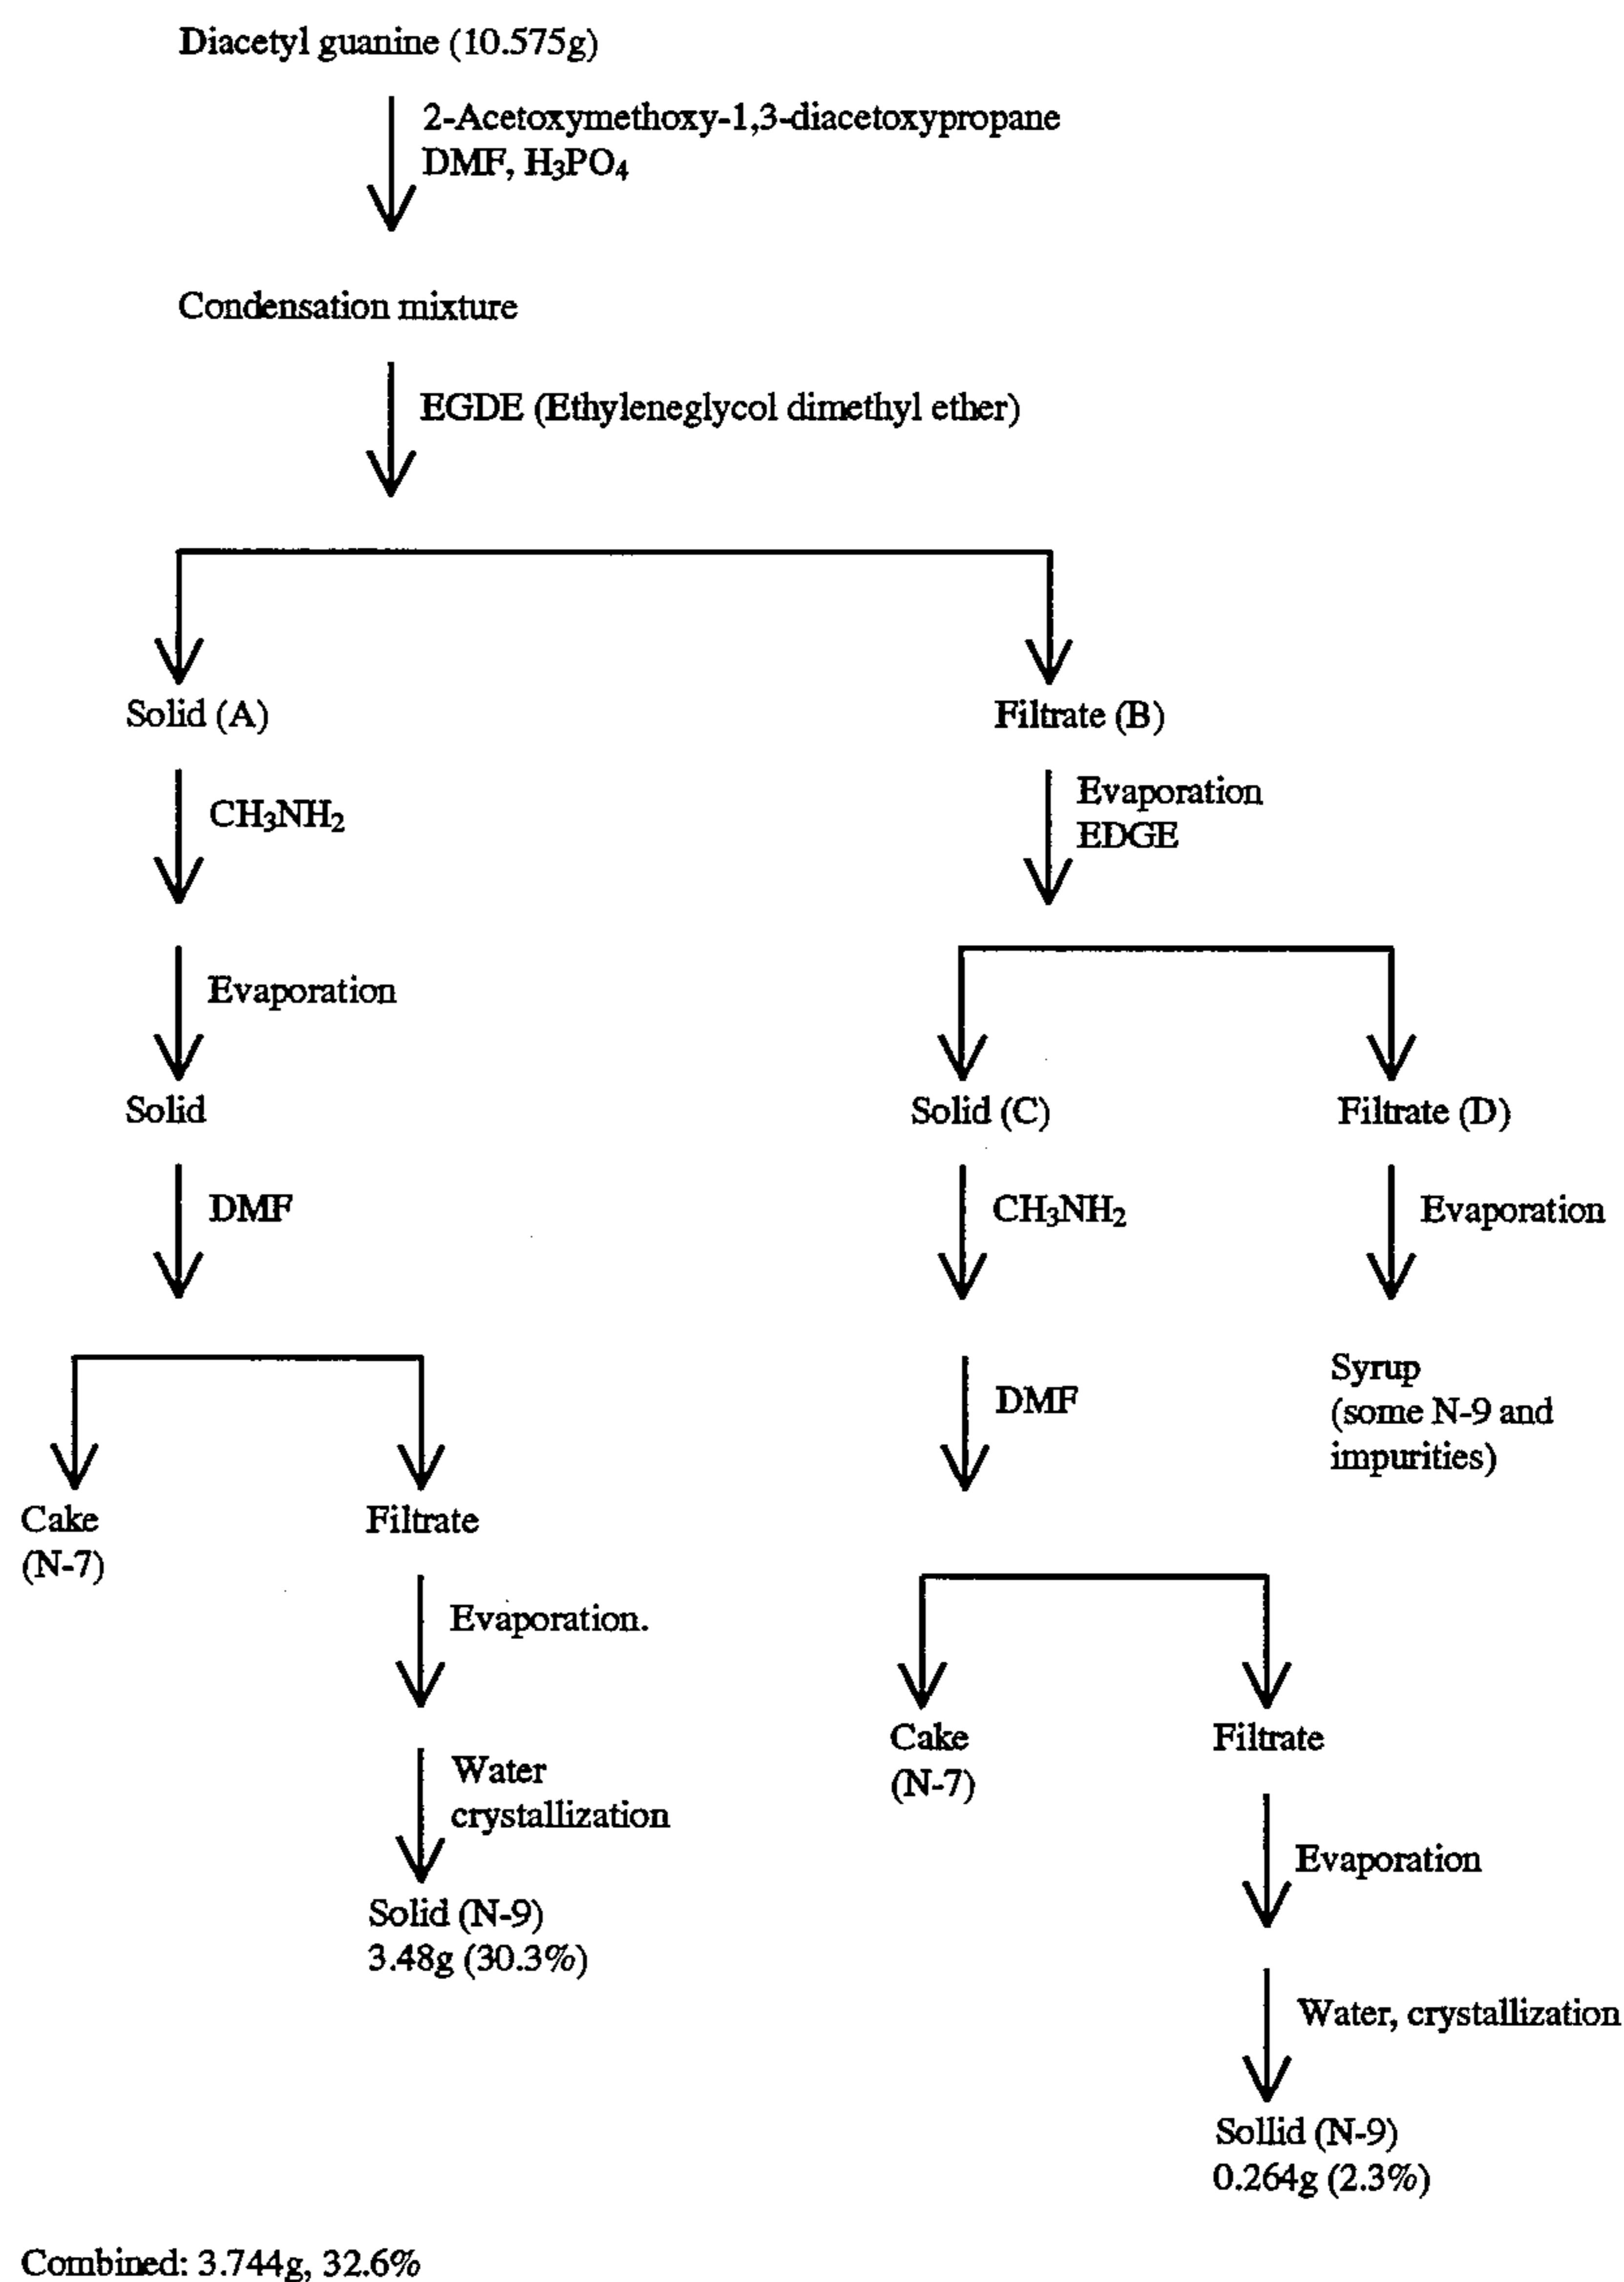 Diacetyl guanine (10.575g)
2-Acetoxymethoxy-1,3-diacetoxypropane
DMF, H₃PO₄
Condensation mixture
EGDE (Ethyleneglycol dimethyl ether)
Solid (A)
Filtrate (B)
CH₃NH₂
Evaporation
EDGE
Evaporation
Solid
Solid (C)
Filtrate (D)
DMF
CH₃NH₂
Evaporation
DMF
Syrup
(some N-9 and
impurities)
Cake
(N-7)
Filtrate
Evaporation.
Water
crystallization
Solid (N-9)
3.48g (30.3%)
Cake
(N-7)
Filtrate
Evaporation
Water, crystallization
Sollid (N-9)
0.264g (2.3%)
Combined: 3.744g, 32.6%